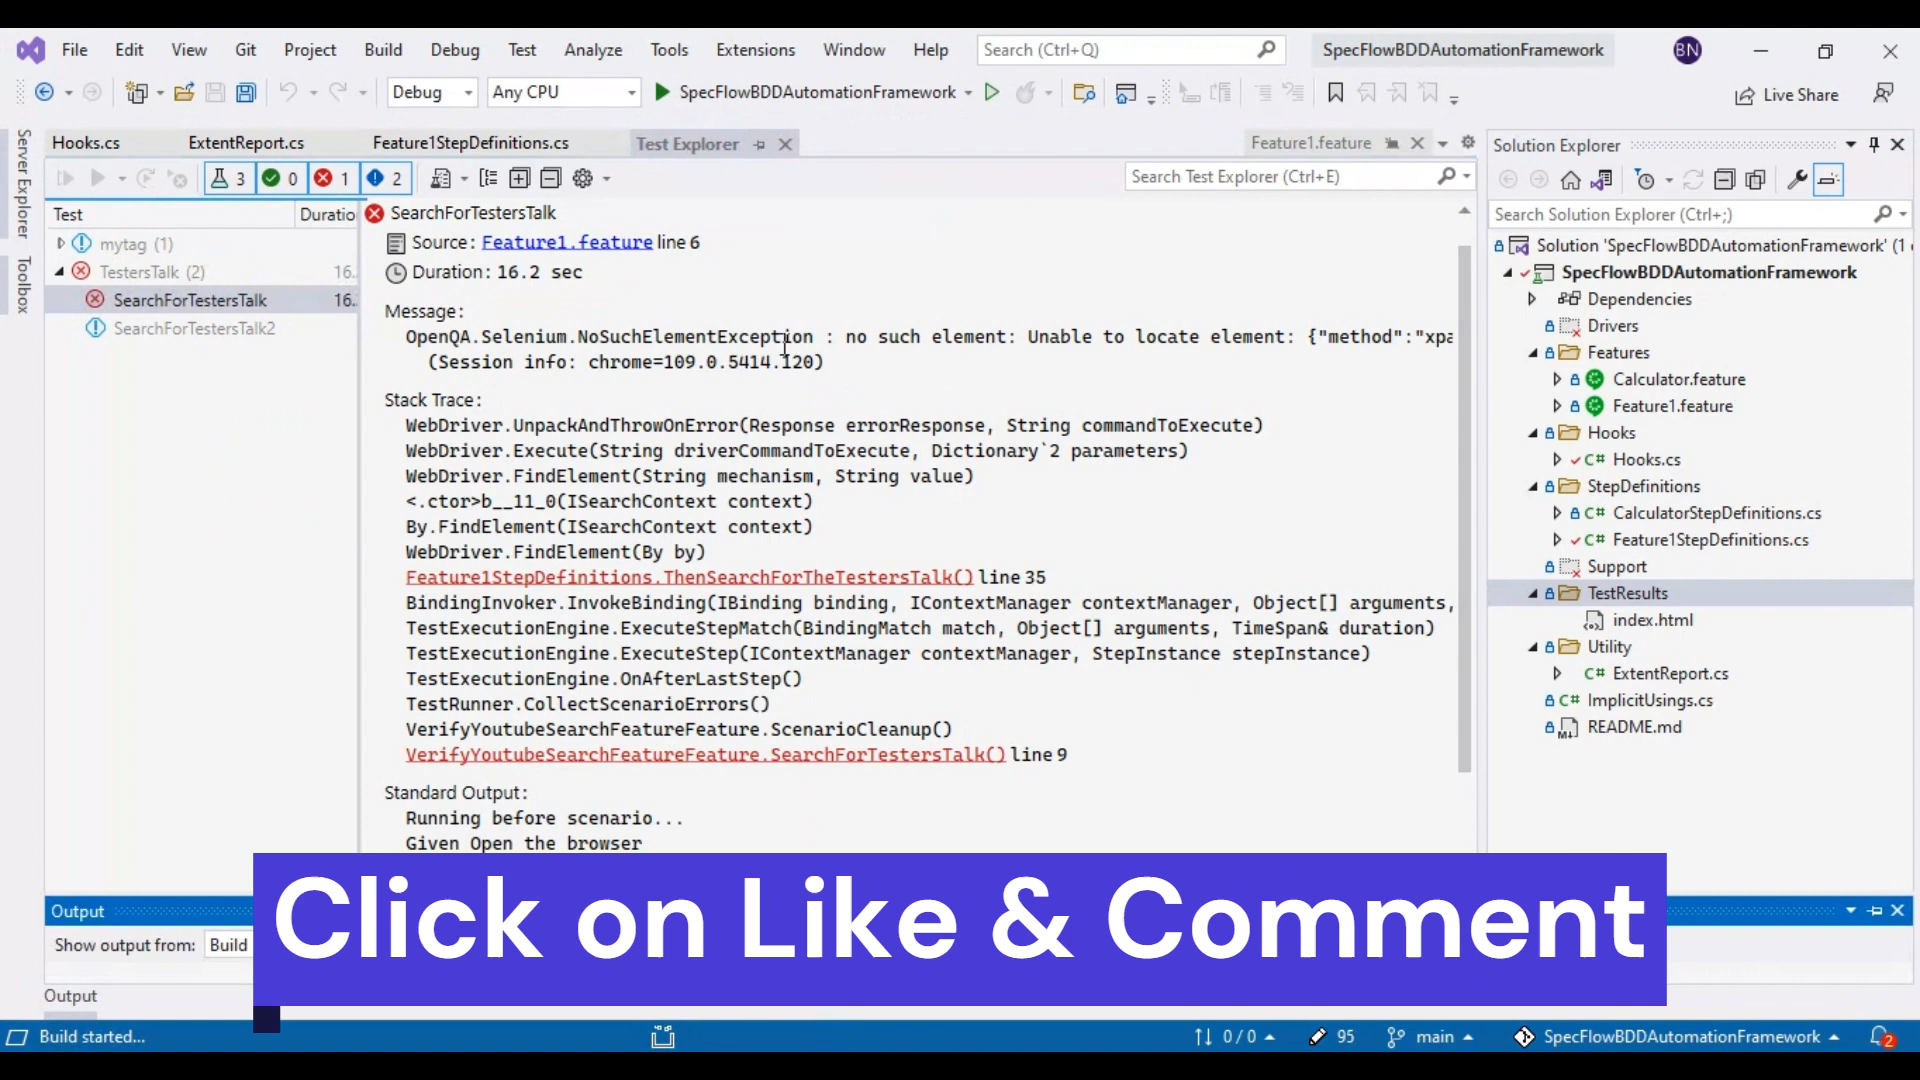 File Edit View Git Project Build Debug Test Analyze Tools Extensions Window Help Search (Ctrl+Q) SpecFlowBDDAutomationFramework BN
Debug Any CPU SpecFlowBDDAutomationFramework Live Share
Server Explorer
Toolbox
Hooks.cs ExtentReport.cs Feature1StepDefinitions.cs Test Explorer Feature1.feature
3 0 1 2 Search Test Explorer (Ctrl+E)
Test Duratio
mytag (1)
TestersTalk (2) 16.
SearchForTestersTalk 16.
SearchForTestersTalk2
SearchForTestersTalk
Source: Feature1.feature line 6
Duration: 16.2 sec
Message:
OpenQA.Selenium.NoSuchElementException : no such element: Unable to locate element: {"method":"xpa
(Session info: chrome=109.0.5414.120)
Stack Trace:
WebDriver.UnpackAndThrowOnError(Response errorResponse, String commandToExecute)
WebDriver.Execute(String driverCommandToExecute, Dictionary`2 parameters)
WebDriver.FindElement(String mechanism, String value)
<.ctor>b__11_0(ISearchContext context)
By.FindElement(ISearchContext context)
WebDriver.FindElement(By by)
Feature1StepDefinitions.ThenSearchForTheTestersTalk() line 35
BindingInvoker.InvokeBinding(IBinding binding, IContextManager contextManager, Object[] arguments,
TestExecutionEngine.ExecuteStepMatch(BindingMatch match, Object[] arguments, TimeSpan& duration)
TestExecutionEngine.ExecuteStep(IContextManager contextManager, StepInstance stepInstance)
TestExecutionEngine.OnAfterLastStep()
TestRunner.CollectScenarioErrors()
VerifyYoutubeSearchFeatureFeature.ScenarioCleanup()
VerifyYoutubeSearchFeatureFeature.SearchForTestersTalk() line 9
Standard Output:
Running before scenario...
Given Open the browser
Solution Explorer
Search Solution Explorer (Ctrl+;)
Solution 'SpecFlowBDDAutomationFramework' (1
SpecFlowBDDAutomationFramework
Dependencies
Drivers
Features
Calculator.feature
Feature1.feature
Hooks
C# Hooks.cs
StepDefinitions
C# CalculatorStepDefinitions.cs
C# Feature1StepDefinitions.cs
Support
TestResults
index.html
Utility
C# ExtentReport.cs
C# ImplicitUsings.cs
README.md
Output
Show output from: Build
Click on Like & Comment
Output
Build started... 0 / 0 95 main SpecFlowBDDAutomationFramework 2